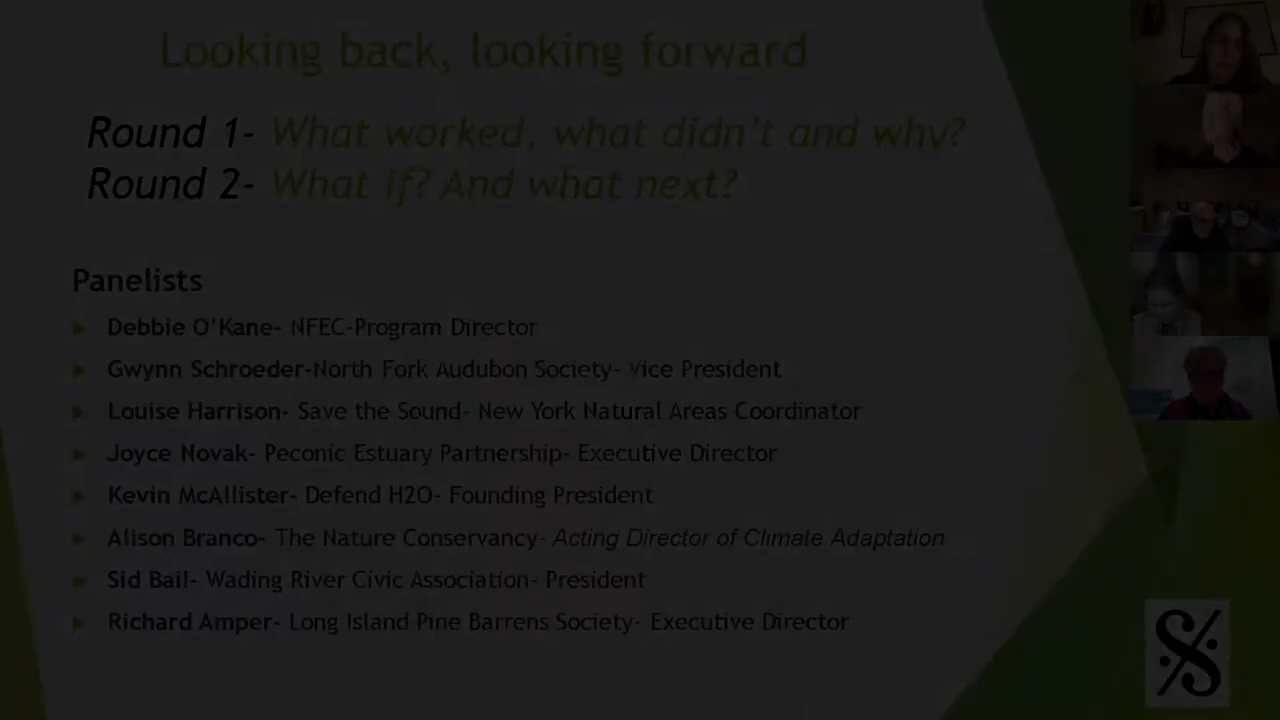 Looking back, looking forward
Round 1- What worked, what didn't and why?
Round 2- What if? And what next?
Panelists
Debbie O'Kane- NFEC-Program Director
Gwynn Schroeder-North Fork Audubon Society- Vice President
Louise Harrison- Save the Sound- New York Natural Areas Coordinator
Joyce Novak- Peconic Estuary Partnership- Executive Director
Kevin McAllister- Defend H2O- Founding President
Alison Branco- The Nature Conservancy- Acting Director of Climate Adaptation
Sid Bail- Wading River Civic Association- President
Richard Amper- Long Island Pine Barrens Society- Executive Director